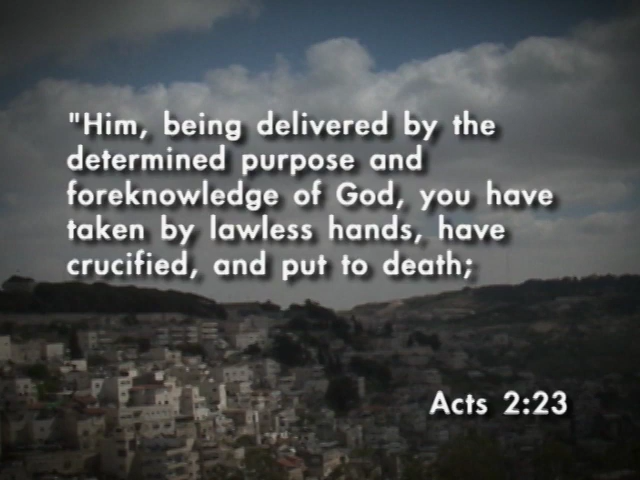 "Him, being delivered by the
determined purpose and
foreknowledge of God, you have
taken by lawless hands, have
crucified, and put to death;
Acts 2:23